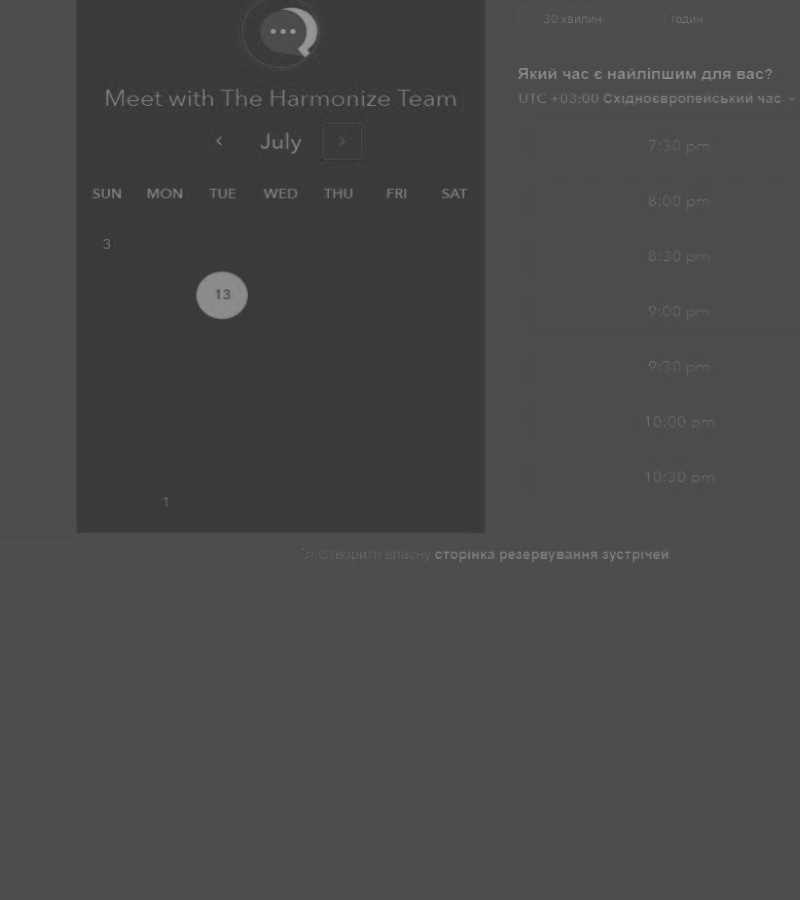 Meet with The Harmonize Team
July
SUN MON TUE WED THU FRI SAT
3
13
1
30 хвилин 1 годин
Який час є найліпшим для вас?
UTC +03:00 Східноєвропейський час
7:30 pm
8:00 pm
8:30 pm
9:00 pm
9:30 pm
10:00 pm
10:30 pm
Створити власну сторінка резервування зустрічей